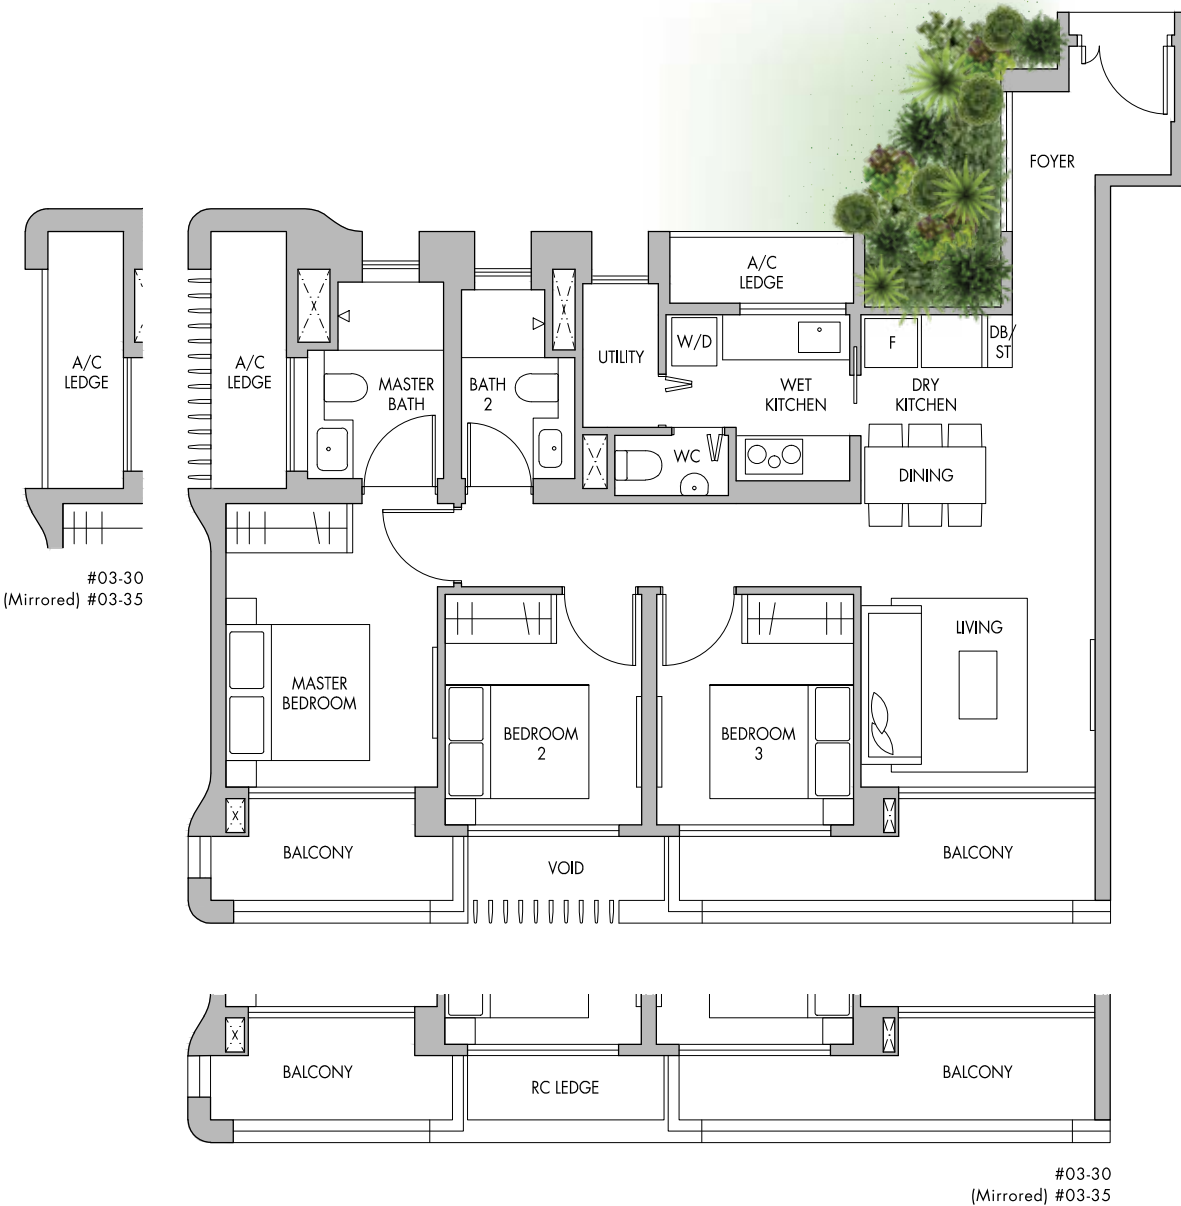 FOYER
A/C
LEDGE
A/C
LEDGE
A/C
LEDGE
MASTER
BATH
BATH
2
UTILITY
W/D
WET
KITCHEN
F
DB/
ST
DRY
KITCHEN
WC
DINING
#03-30
(Mirrored) #03-35
MASTER
BEDROOM
BEDROOM
2
BEDROOM
3
LIVING
BALCONY
VOID
BALCONY
BALCONY
RC LEDGE
BALCONY
#03-30
(Mirrored) #03-35